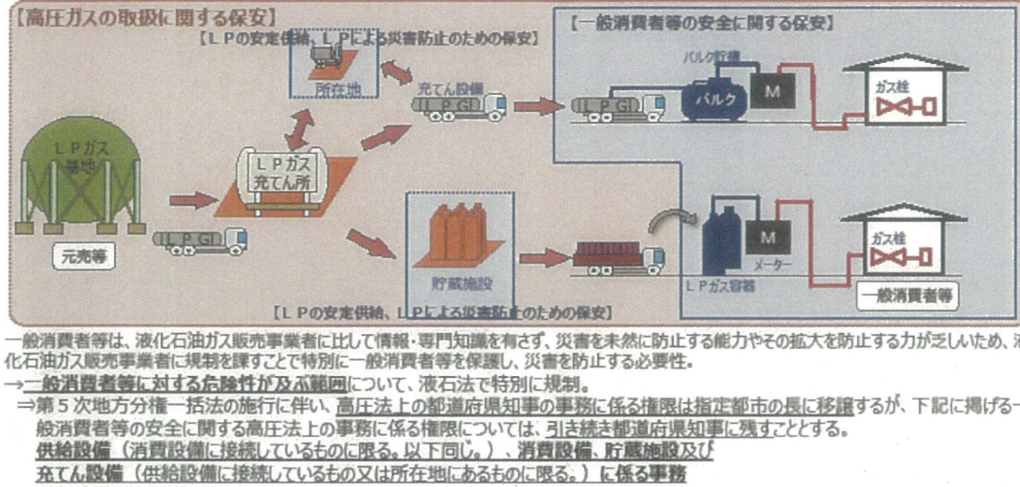 【高圧ガスの取扱に関する保安】
【一般消費者等の安全に関する保安】
【ＬＰの安定供給、ＬＰによる災害防止のための保安】
所在地
充てん設備
ＬＰＧ
ＬＰＧ
バルク貯槽
バルク
M
ガス栓
ＬＰガス
基地
ＬＰガス
充てん所
ＬＰＧ
元売等
貯蔵施設
ＬＰガス容器
M
メーター
ガス栓
一般消費者等
【ＬＰの安定供給、ＬＰによる災害防止のための保安】
一般消費者等は、液化石油ガス販売事業者に比して情報・専門知識を有さず、災害を未然に防止する能力やその拡大を防止する力が乏しいため、
化石油ガス販売事業者に規制を課すことで特別に一般消費者等を保護し、災害を防止する必要性。
→一般消費者等に対する危険性が及ぶ範囲について、液石法で特別に規制。
⇒第５次地方分権一括法の施行に伴い、高圧法上の都道府県知事の事務に係る権限は指定都市の長に移譲するが、下記に掲げる一
般消費者等の安全に関する高圧法上の事務に係る権限については、引き続き都道府県知事に残すこととする。
供給設備（消費設備に接続しているものに限る。以下同じ。）、消費設備、貯蔵施設及び
充てん設備（供給設備に接続しているもの又は所在地にあるものに限る。）に係る事務